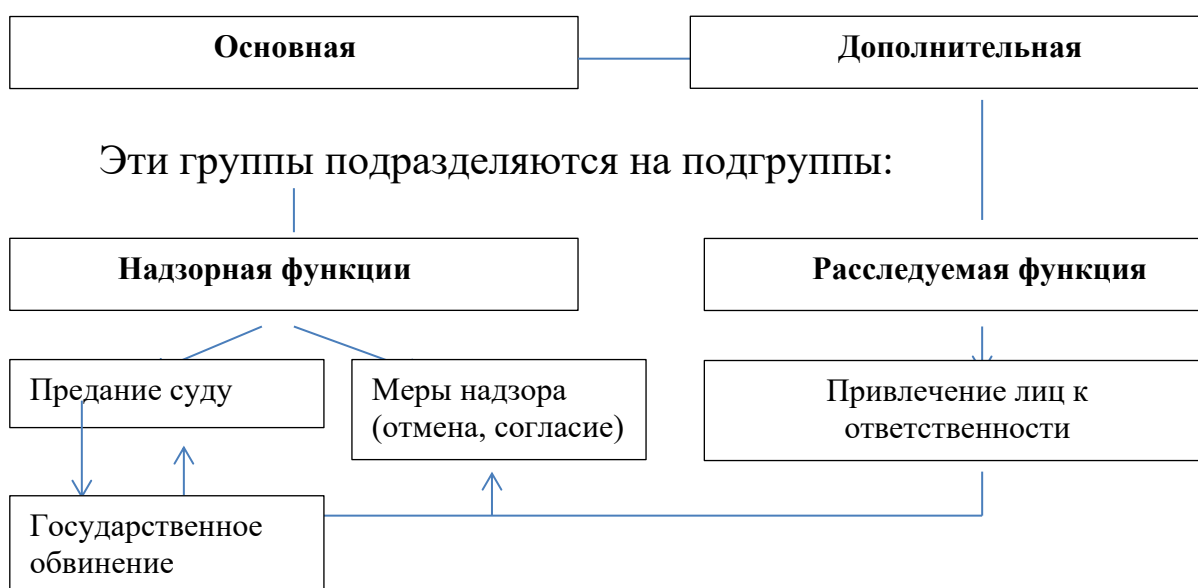 Основная
Дополнительная
Эти группы подразделяются на подгруппы:
Надзорная функции
Расследуемая функция
Предание суду
Меры надзора
(отмена, согласие)
Привлечение лиц к
ответственности
Государственное
обвинение